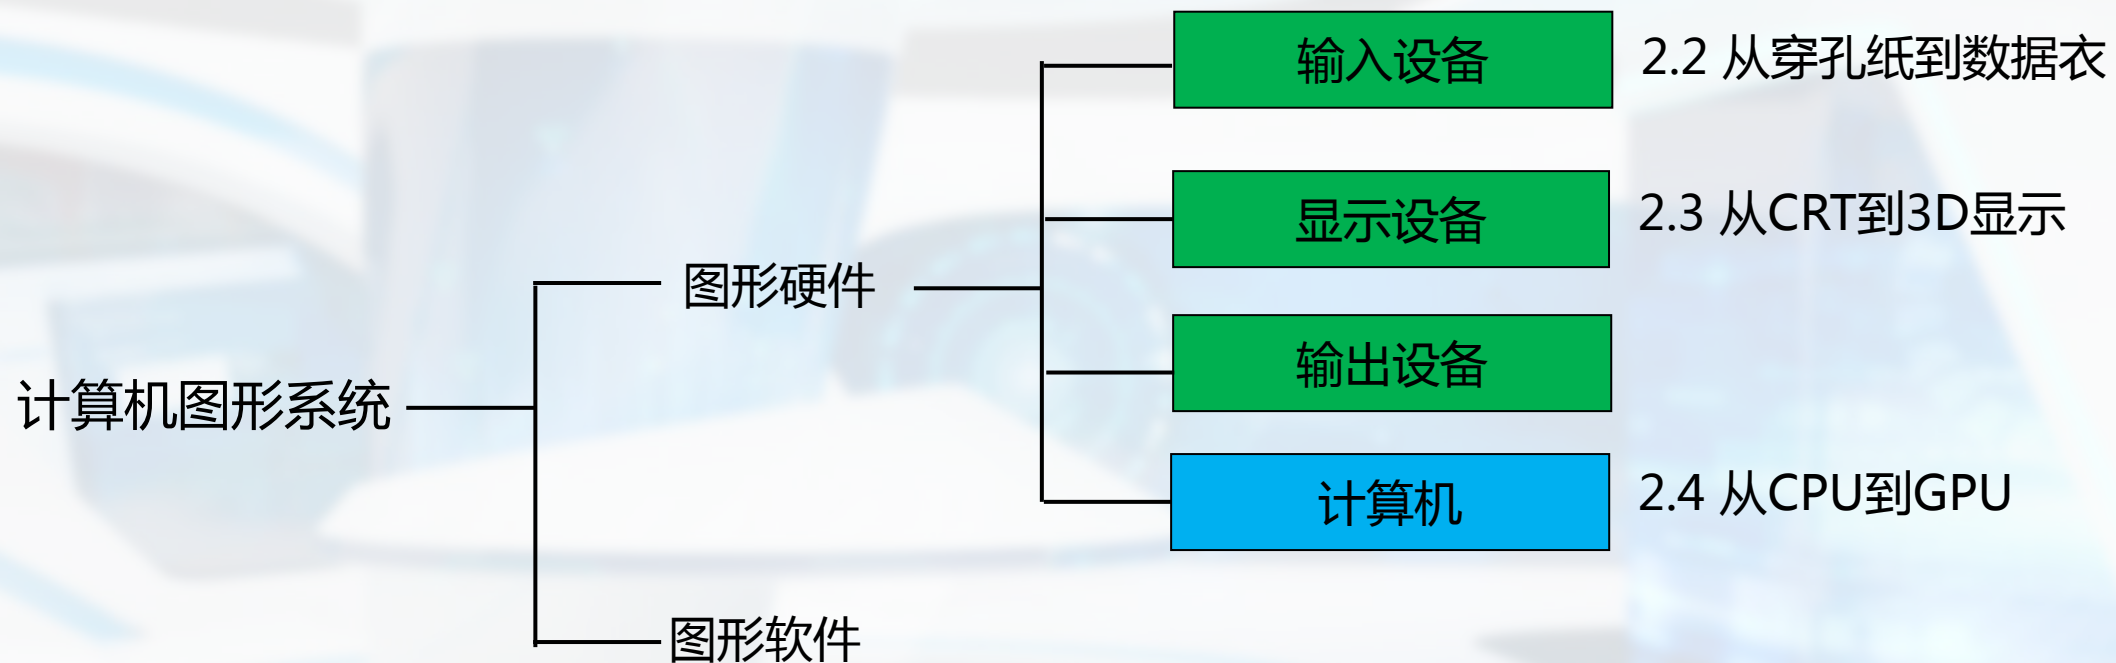 输入设备
2.2 从穿孔纸到数据衣
显示设备
2.3 从CRT到3D显示
图形硬件
输出设备
计算机图形系统
计算机
2.4 从CPU到GPU
图形软件